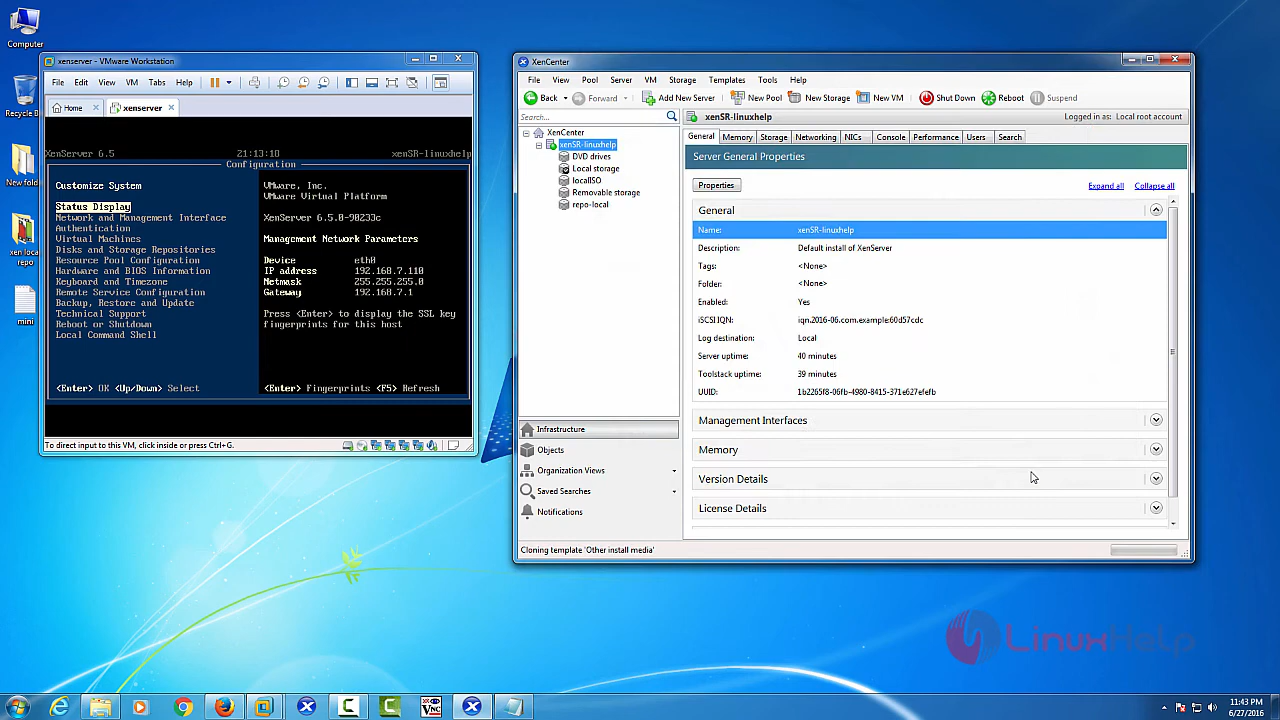 Computer
Recycle B
New fold
xen loca
repo
mini
xenserver - VMware Workstation
File Edit View VM Tabs Help
Home xenserver
XenServer 6.5 21:13:10 xenSR-linuxhelp
Configuration
Customize System
Status Display
Network and Management Interface
Authentication
Virtual Machines
Disks and Storage Repositories
Resource Pool Configuration
Hardware and BIOS Information
Keyboard and Timezone
Remote Service Configuration
Backup, Restore and Update
Technical Support
Reboot or Shutdown
Local Command Shell
<Enter> OK <Up/Down> Select
VMware, Inc.
VMware Virtual Platform
XenServer 6.5.0-90233c
Management Network Parameters
Device eth0
IP address 192.168.7.110
Netmask 255.255.255.0
Gateway 192.168.7.1
Press <Enter> to display the SSL key
fingerprints for this host
<Enter> Fingerprints <F5> Refresh
To direct input to this VM, click inside or press Ctrl+G.
XenCenter
File View Pool Server VM Storage Templates Tools Help
Back Forward Add New Server New Pool New Storage New VM Shut Down Reboot Suspend
Search...
XenCenter
xenSR-linuxhelp
DVD drives
Local storage
localISO
Removable storage
repo-local
Infrastructure
Objects
Organization Views
Saved Searches
Notifications
xenSR-linuxhelp Logged in as: Local root account
General Memory Storage Networking NICs Console Performance Users Search
Server General Properties
Properties Expand all Collapse all
General
Name: xenSR-linuxhelp
Description: Default install of XenServer
Tags: <None>
Folder: <None>
Enabled: Yes
iSCSI IQN: iqn.2016-06.com.example:60d57cdc
Log destination: Local
Server uptime: 40 minutes
Toolstack uptime: 39 minutes
UUID: 1b2265f8-06fb-4980-8415-371e627efefb
Management Interfaces
Memory
Version Details
License Details
Cloning template 'Other install media'
LinuxHelp
11:43 PM
6/27/2016